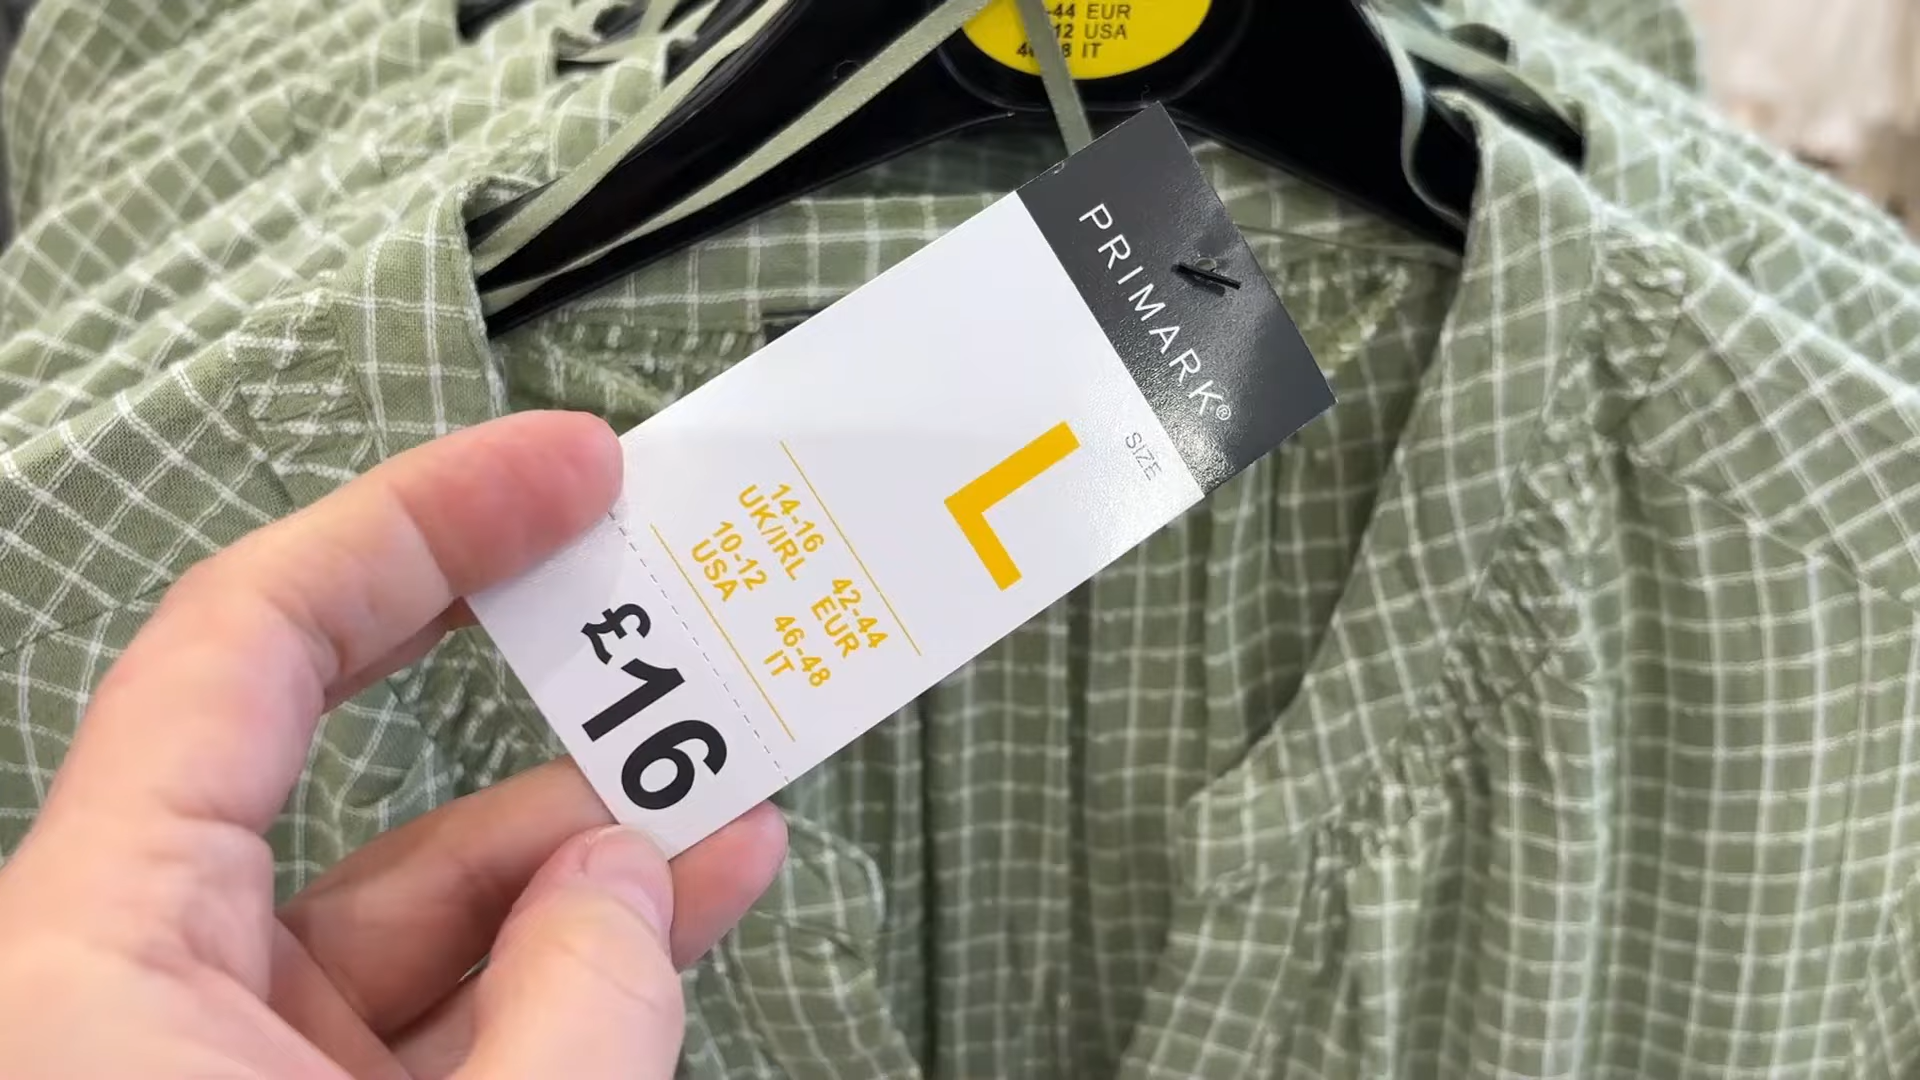 44 EUR
12 USA
IT
PRIMARK®
SIZE
L
14-16
UK/IRL
42-44
EUR
10-12
USA
46-48
IT
£16